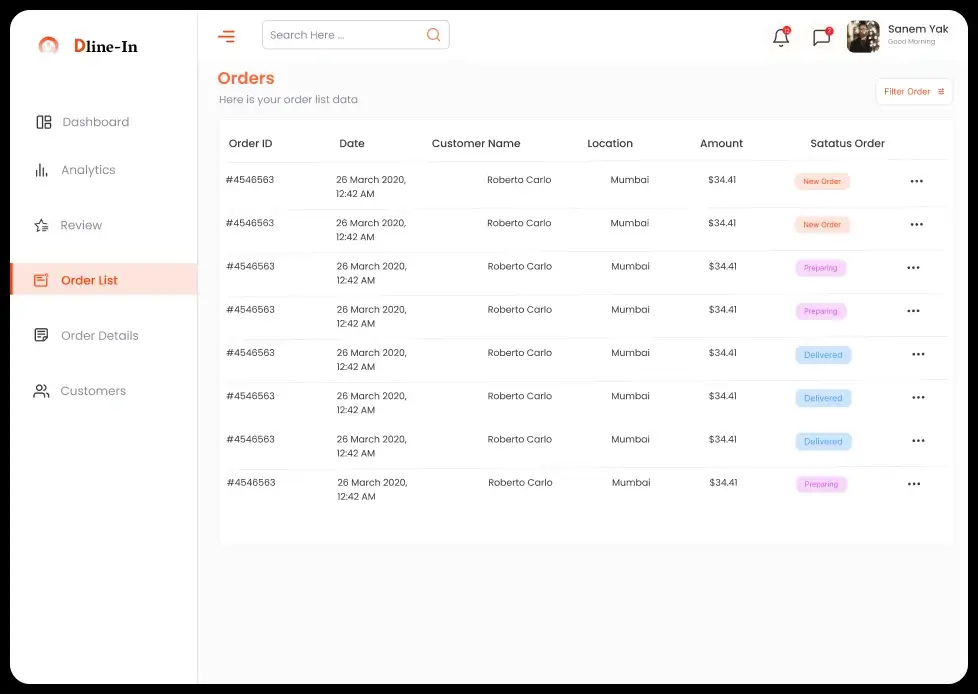 Dline-In
Search Here ...
Sanem Yak
Good Morning
Orders
Here is your order list data
Filter Order
Dashboard
Analytics
Review
Order List
Order Details
Customers
Order ID Date Customer Name Location Amount Satatus Order
#4546563 26 March 2020, Roberto Carlo Mumbai $34.41 New Order
12:42 AM
#4546563 26 March 2020, Roberto Carlo Mumbai $34.41 New Order
12:42 AM
#4546563 26 March 2020, Roberto Carlo Mumbai $34.41 Preparing
12:42 AM
#4546563 26 March 2020, Roberto Carlo Mumbai $34.41 Preparing
12:42 AM
#4546563 26 March 2020, Roberto Carlo Mumbai $34.41 Delivered
12:42 AM
#4546563 26 March 2020, Roberto Carlo Mumbai $34.41 Delivered
12:42 AM
#4546563 26 March 2020, Roberto Carlo Mumbai $34.41 Delivered
12:42 AM
#4546563 26 March 2020, Roberto Carlo Mumbai $34.41 Preparing
12:42 AM